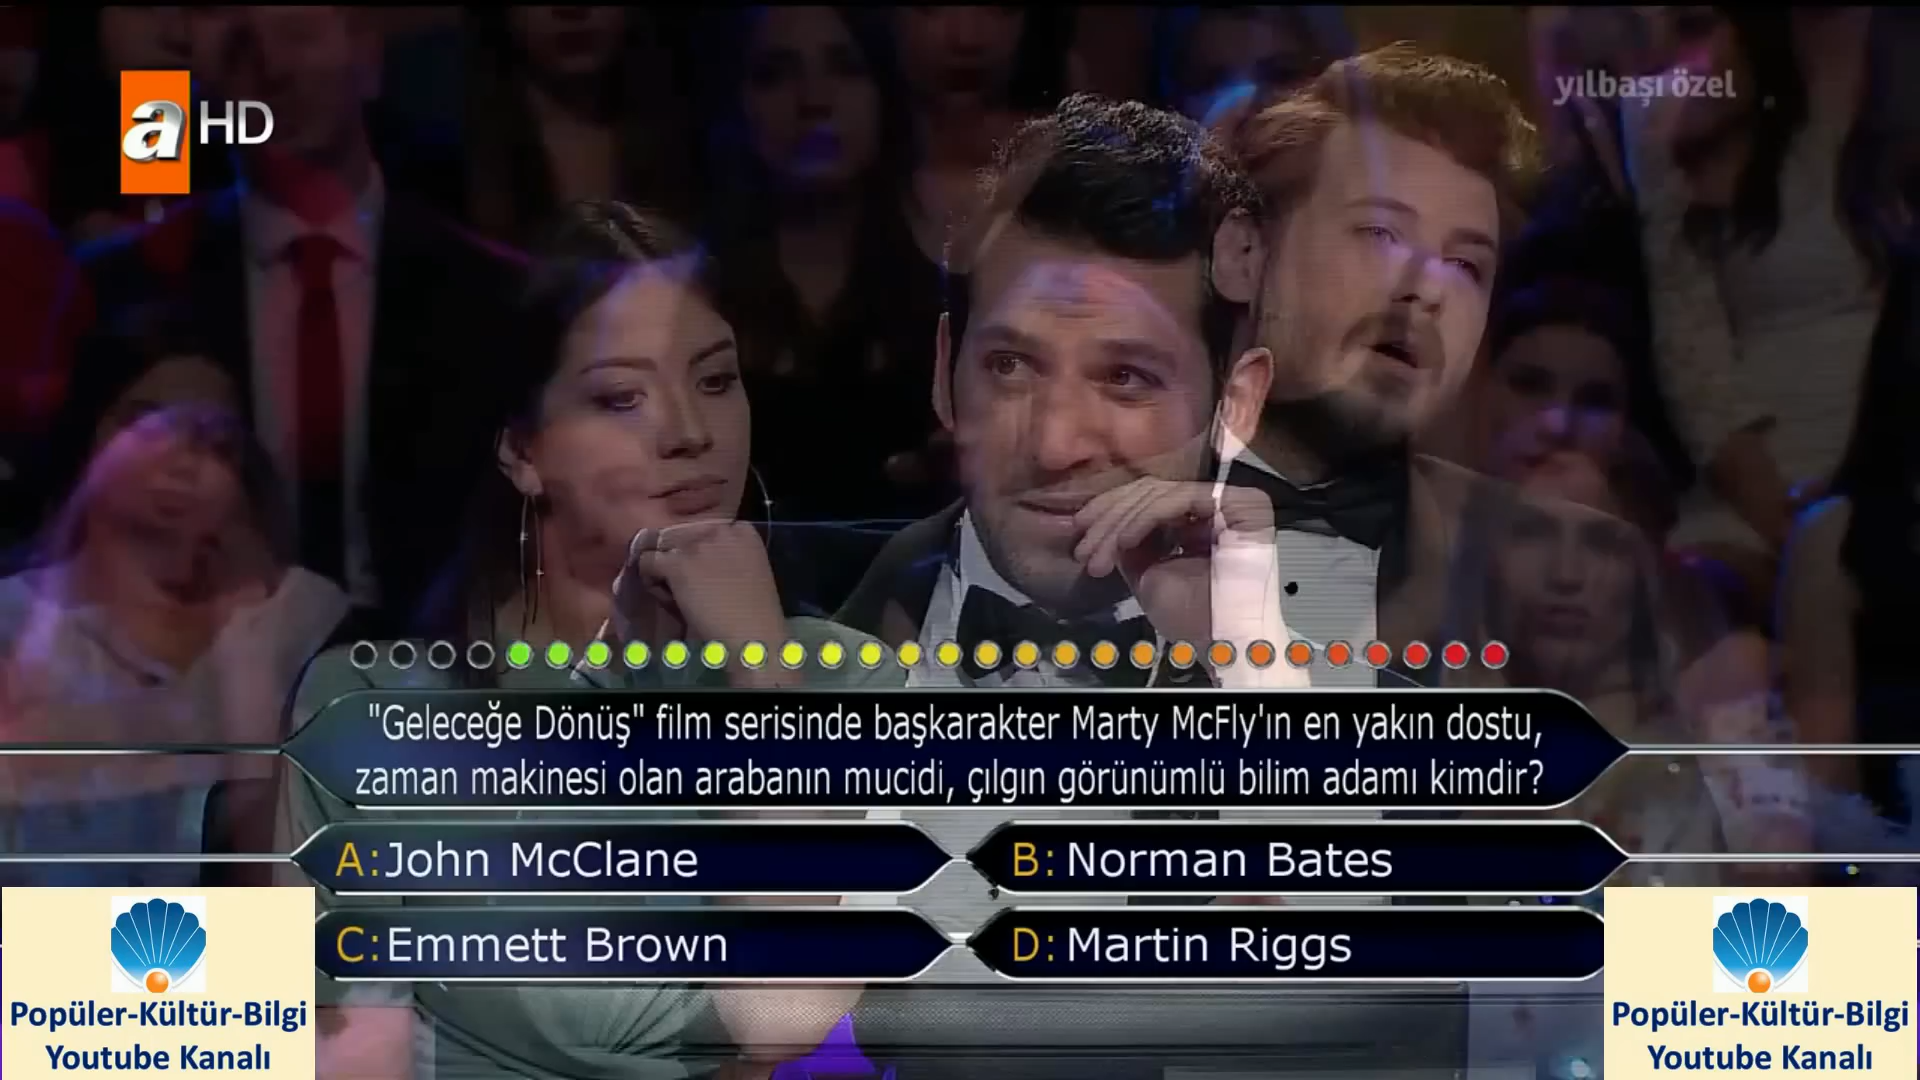 a HD
yılbaşı özel
"Geleceğe Dönüş" film serisinde başkarakter Marty McFly'ın en yakın dostu,
zaman makinesi olan arabanın mucidi, çılgın görünümlü bilim adamı kimdir?
A: John McClane
B: Norman Bates
C: Emmett Brown
D: Martin Riggs
Popüler-Kültür-Bilgi
Youtube Kanalı
Popüler-Kültür-Bilgi
Youtube Kanalı